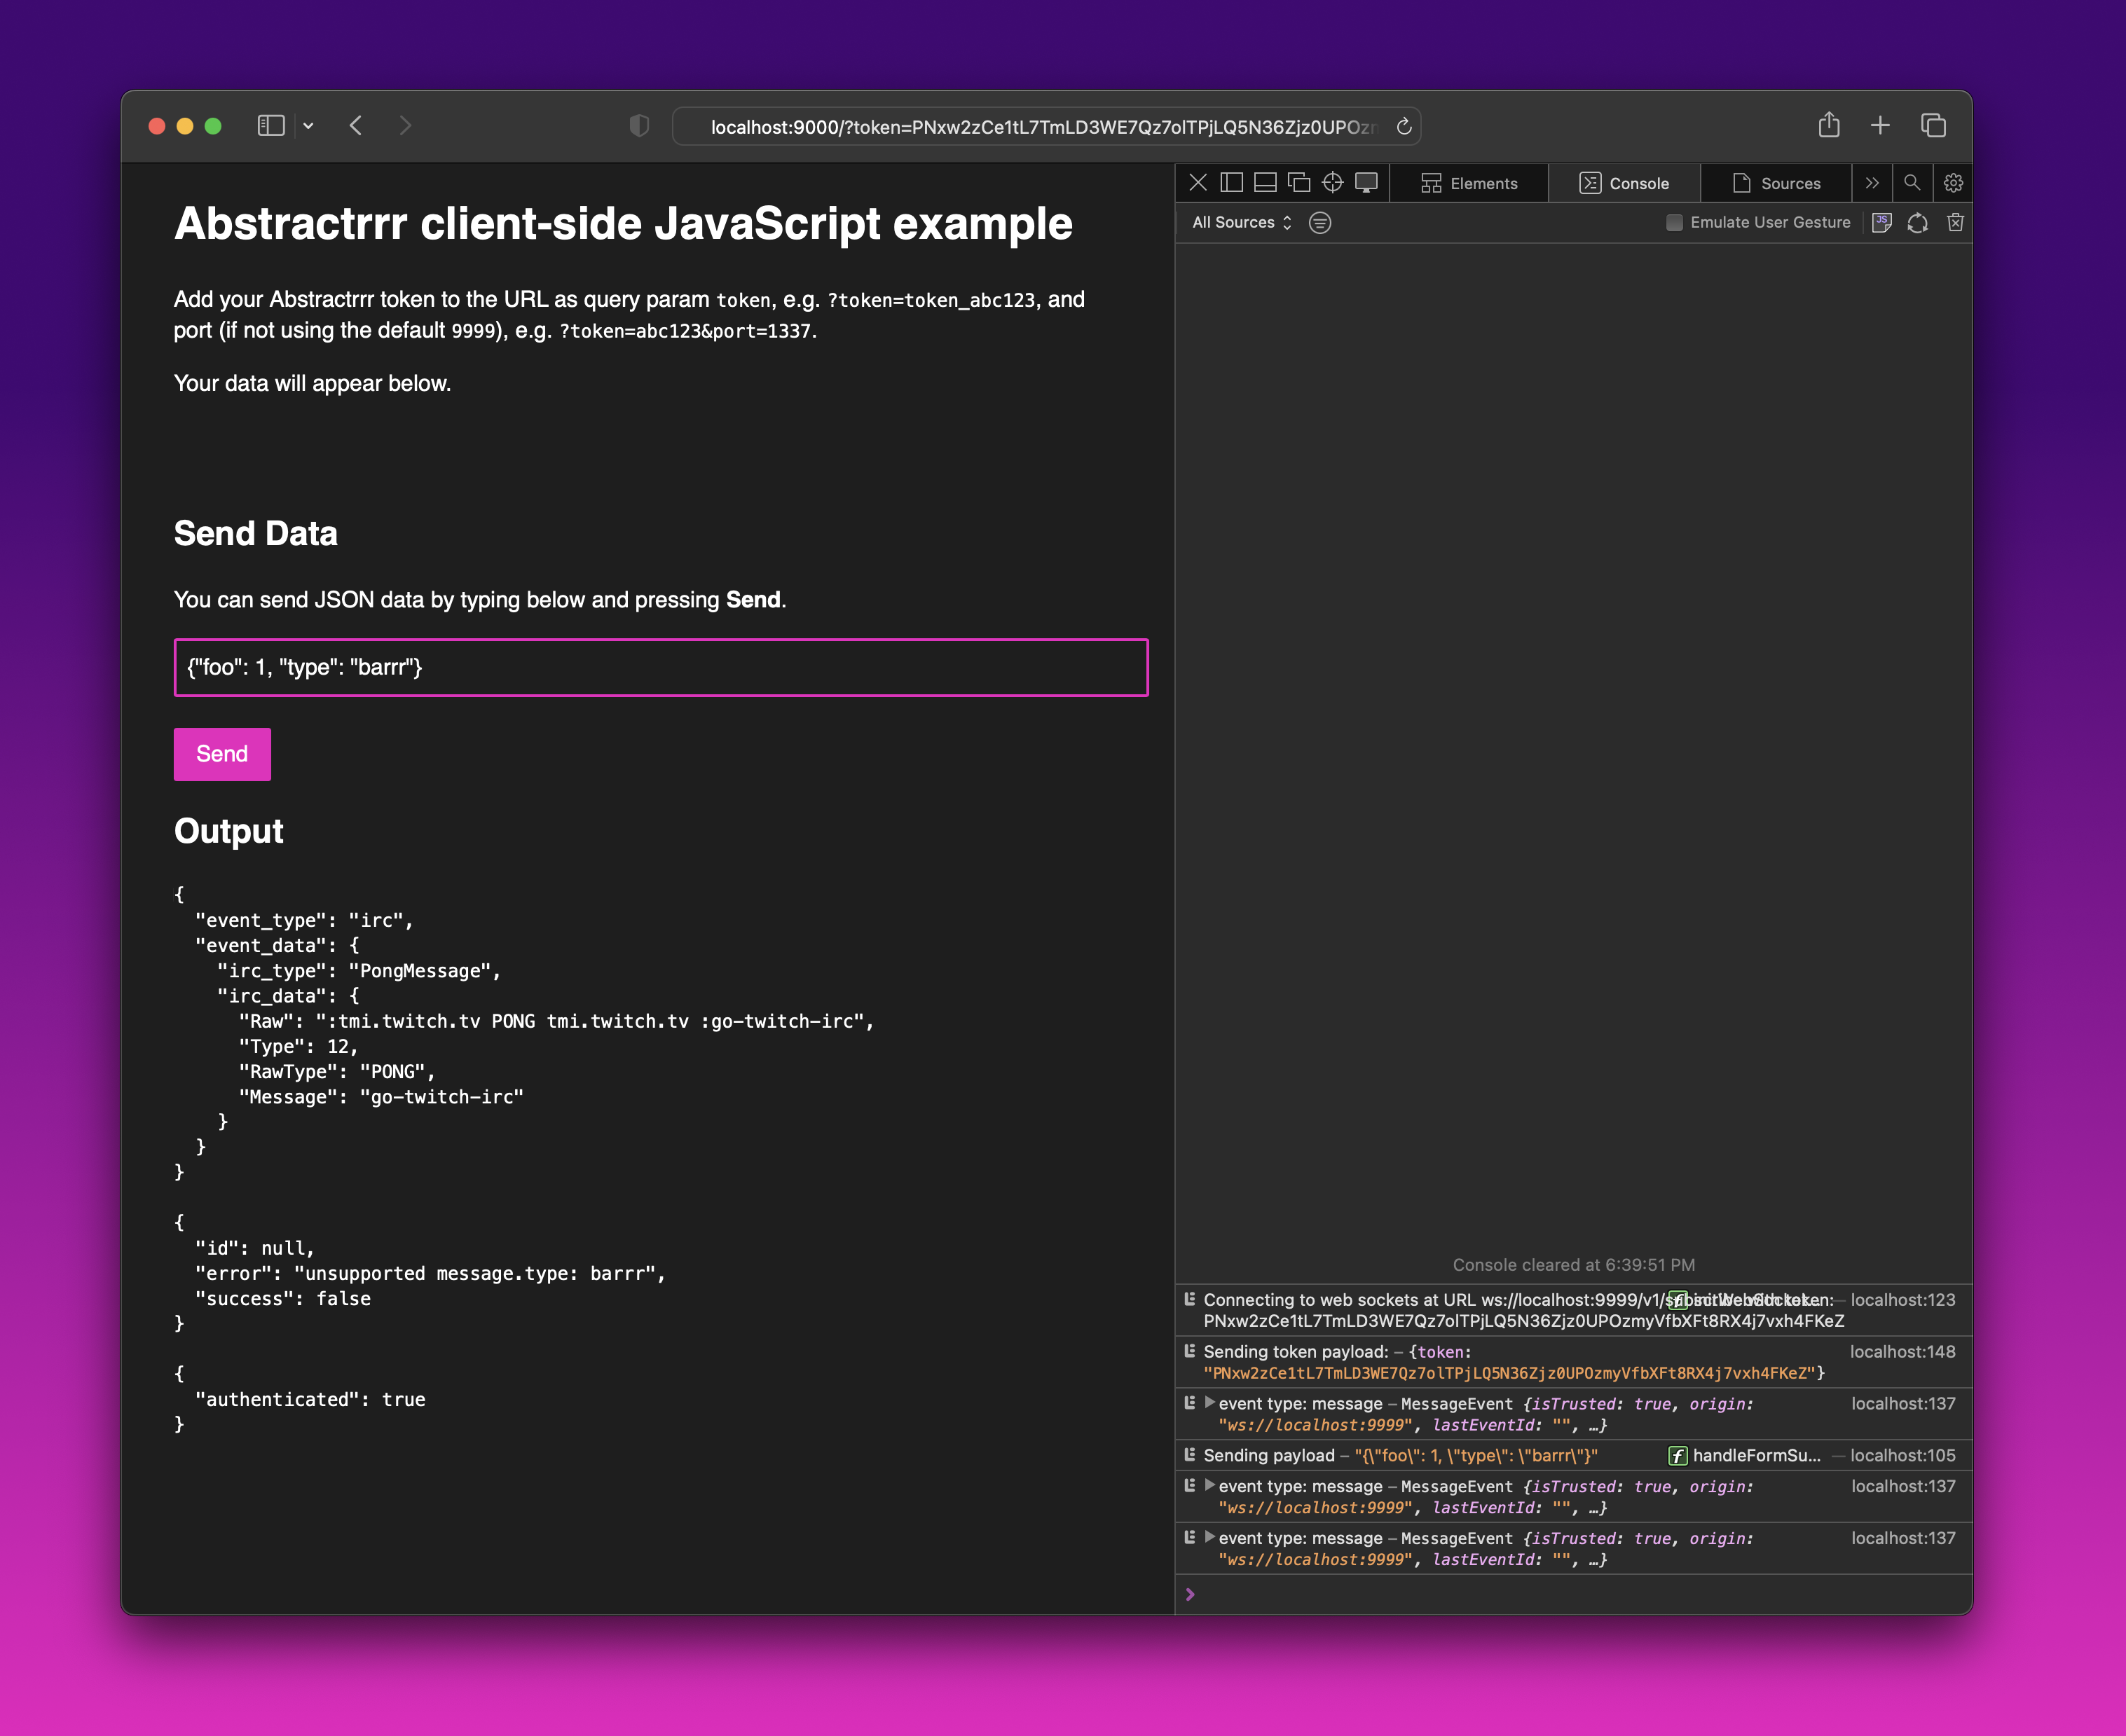 localhost:9000/?token=PNxw2zCe1tL7TmLD3WE7Qz7olTPjLQ5N36Zjz0UPOz
Abstractrrr client-side JavaScript example
Add your Abstractrrr token to the URL as query param token, e.g. ?token=token_abc123, and
port (if not using the default 9999), e.g. ?token=abc123&port=1337.
Your data will appear below.
Send Data
You can send JSON data by typing below and pressing Send.
{"foo": 1, "type": "barrr"}
Send
Output
{
  "event_type": "irc",
  "event_data": {
    "irc_type": "PongMessage",
    "irc_data": {
      "Raw": ":tmi.twitch.tv PONG tmi.twitch.tv :go-twitch-irc",
      "Type": 12,
      "RawType": "PONG",
      "Message": "go-twitch-irc"
    }
  }
}
{
  "id": null,
  "error": "unsupported message.type: barrr",
  "success": false
}
{
  "authenticated": true
}
Elements
Console
Sources
All Sources
Emulate User Gesture
JS
Console cleared at 6:39:51 PM
Connecting to web sockets at URL ws://localhost:9999/v1/ token: — localhost:123
PNxw2zCe1tL7TmLD3WE7Qz7olTPjLQ5N36Zjz0UPOzmyVfbXFt8RX4j7vxh4FKeZ
Sending token payload: – {token: localhost:148
"PNxw2zCe1tL7TmLD3WE7Qz7olTPjLQ5N36Zjz0UPOzmyVfbXFt8RX4j7vxh4FKeZ"}
event type: message – MessageEvent {isTrusted: true, origin: localhost:137
"ws://localhost:9999", lastEventId: "", …}
Sending payload – "{\"foo\": 1, \"type\": \"barrr\"}" f handleFormSu… — localhost:105
event type: message – MessageEvent {isTrusted: true, origin: localhost:137
"ws://localhost:9999", lastEventId: "", …}
event type: message – MessageEvent {isTrusted: true, origin: localhost:137
"ws://localhost:9999", lastEventId: "", …}